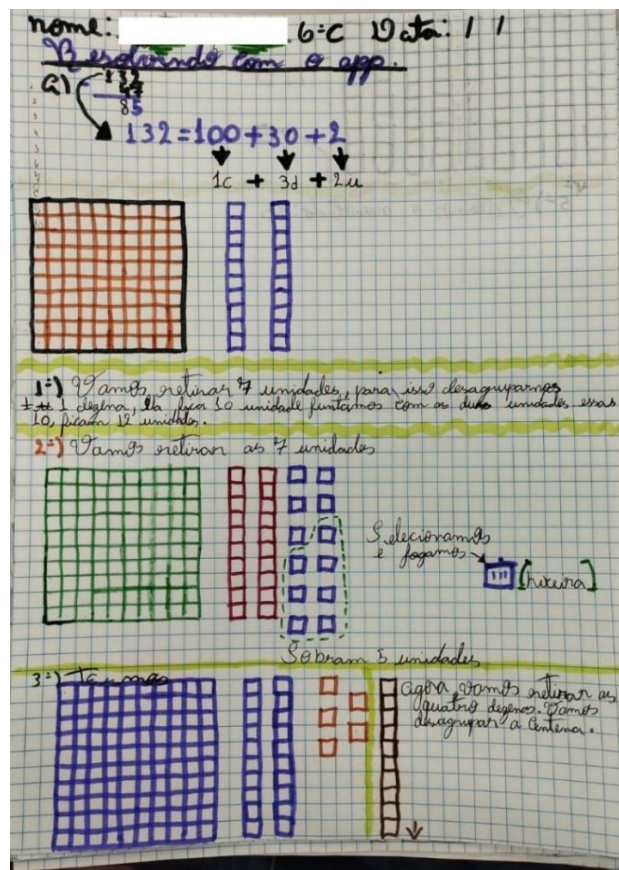 nome: 6ºC Data: / /
Resolvendo com o app.
a) 132
- 47
85
132=100+30+2
1c + 3d + 2u
1º) Vamos retirar 7 unidades, para isso desagrupamos
1 dezena, ela fica 10 unidade juntamos com as duas unidades essas
10, ficam 12 unidades.
2º) Vamos retirar as 7 unidades
Selecionamos
e jogamos
[lixeira]
Sobram 5 unidades
3º) Temos
agora vamos retirar as
quatro dezenas. Vamos
desagrupar a Centena.